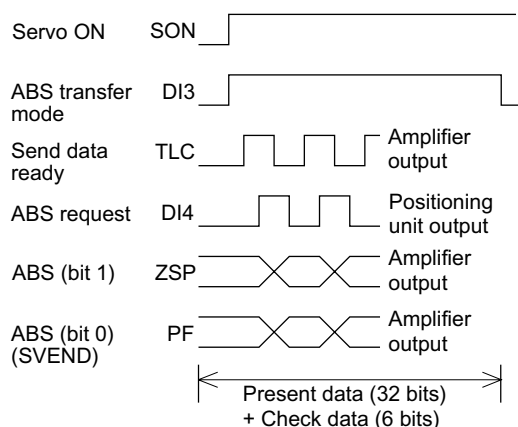 Servo ON SON
ABS transfer DI3
mode
Send data TLC Amplifier
ready output
ABS request DI4 Positioning
unit output
ABS (bit 1) ZSP Amplifier
output
ABS (bit 0) PF Amplifier
(SVEND) output
Present data (32 bits)
+ Check data (6 bits)